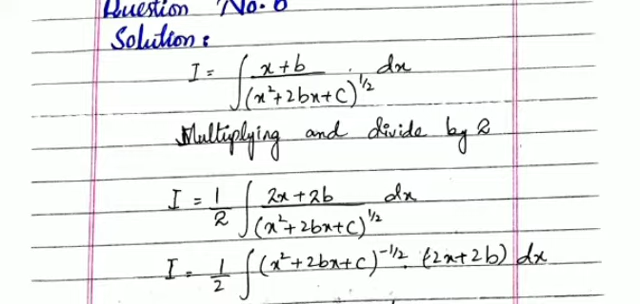 Question No. 6
Solution :
I = ∫ x+b / (x²+2bx+c)^1/2 dx
Multiplying and divide by 2
I = 1/2 ∫ 2x+2b / (x²+2bx+c)^1/2 dx
I = 1/2 ∫ (x²+2bx+c)^-1/2 . (2x+2b) dx